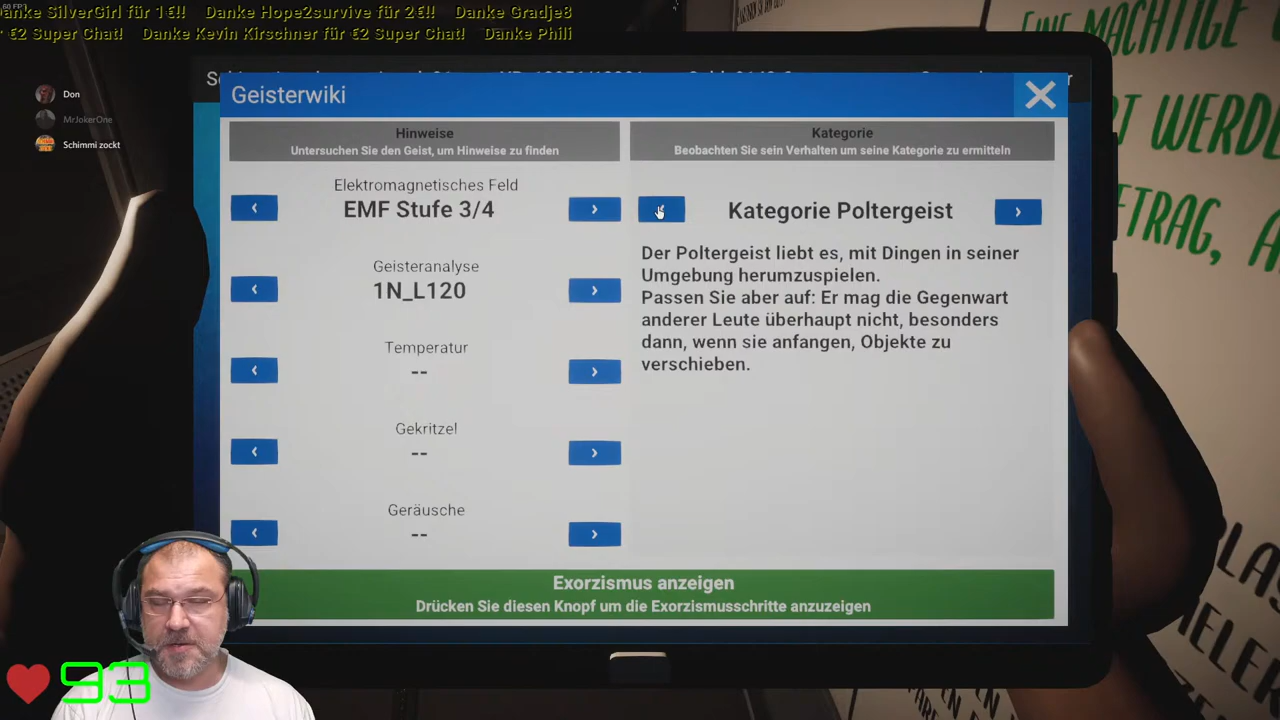 60 FPS
anke SilverGirl für 1€!! Danke Hope2survive für 2€!! Danke Gradje8
€2 Super Chat! Danke Kevin Kirschner für €2 Super Chat! Danke Phili
EINE MÄCHTIGE
Don
MrJokerOne
Schimmi zockt
Geisterwiki
T WERDE
FTRAG, A
Hinweise
Untersuchen Sie den Geist, um Hinweise zu finden
Kategorie
Beobachten Sie sein Verhalten um seine Kategorie zu ermitteln
Elektromagnetisches Feld
EMF Stufe 3/4
Kategorie Poltergeist
Der Poltergeist liebt es, mit Dingen in seiner
Umgebung herumzuspielen.
Passen Sie aber auf: Er mag die Gegenwart
anderer Leute überhaupt nicht, besonders
dann, wenn sie anfangen, Objekte zu
verschieben.
Geisteranalyse
1N_L120
Temperatur
--
Gekritzel
--
Geräusche
--
Exorzismus anzeigen
Drücken Sie diesen Knopf um die Exorzismusschritte anzuzeigen
93